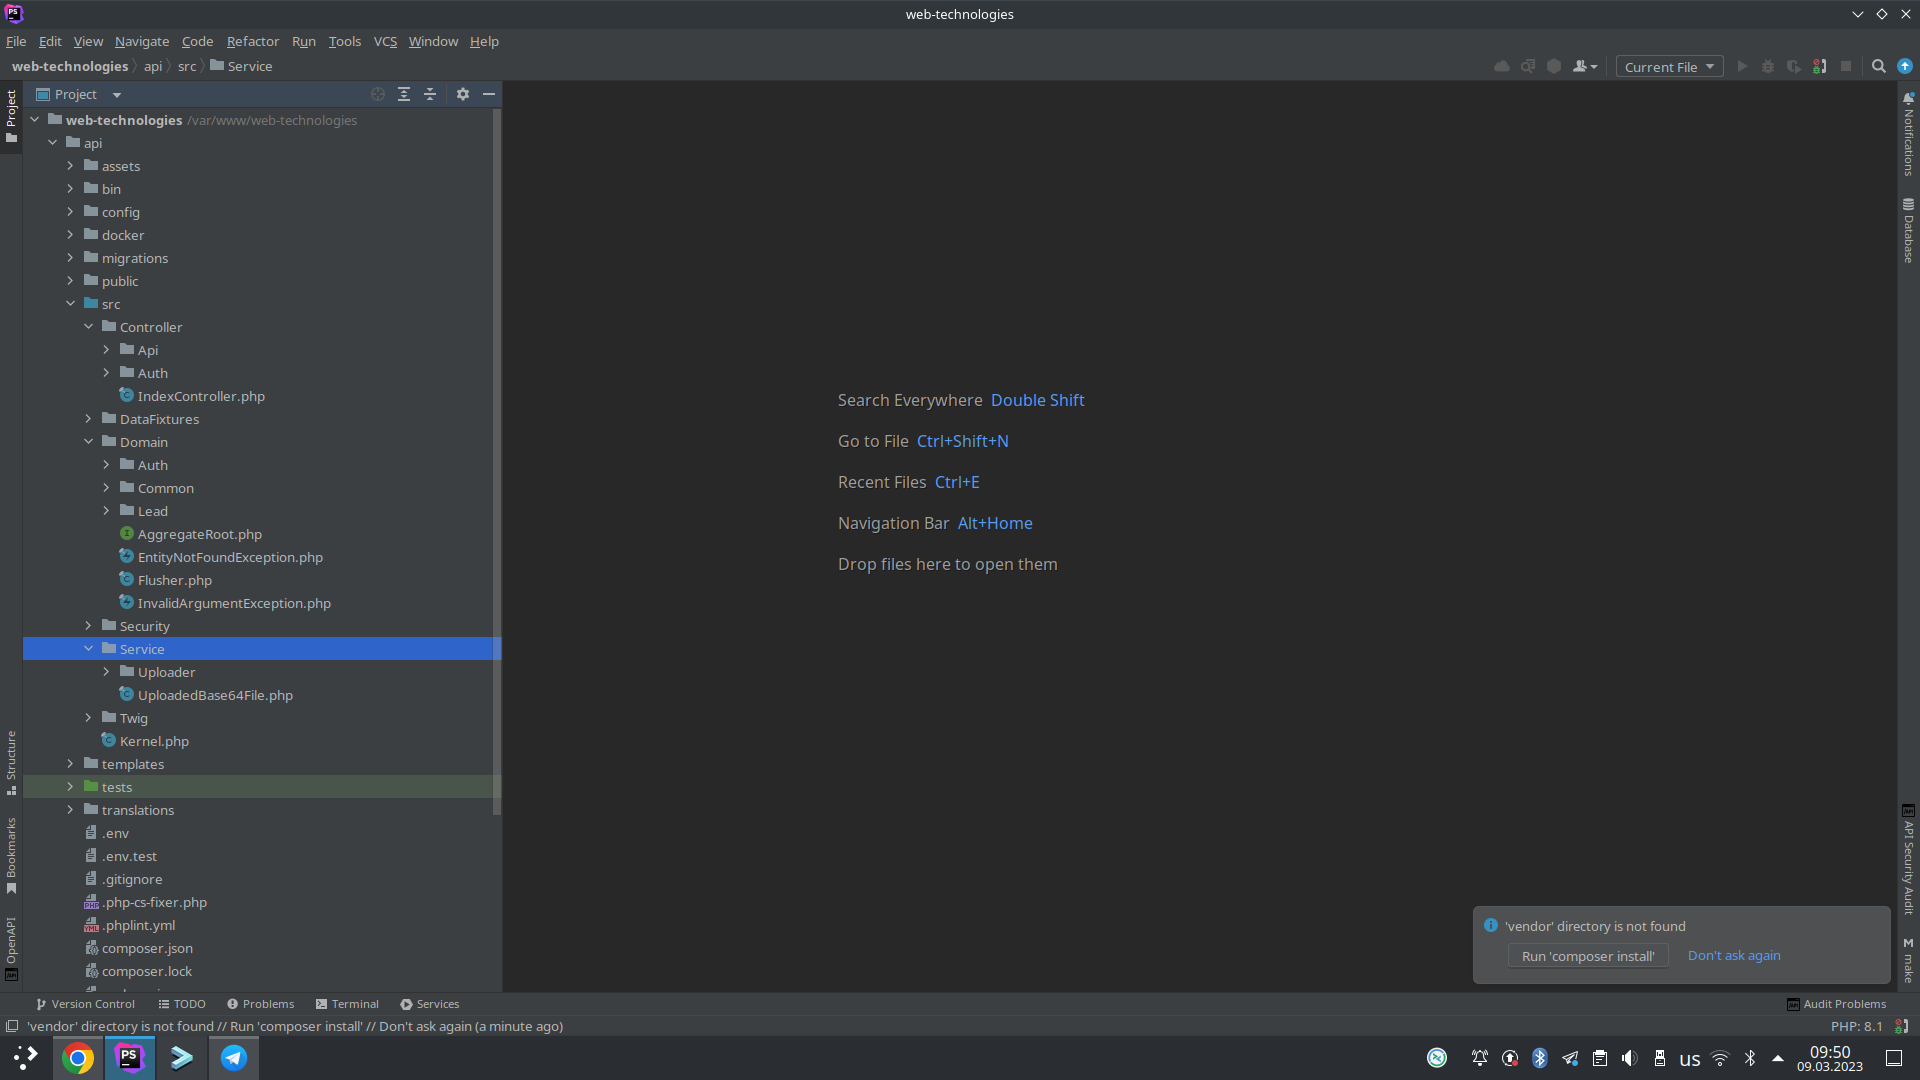 web-technologies
File Edit View Navigate Code Refactor Run Tools VCS Window Help
web-technologies api src Service
Current File
Project
web-technologies /var/www/web-technologies
api
assets
bin
config
docker
migrations
public
src
Controller
Api
Auth
IndexController.php
DataFixtures
Domain
Auth
Common
Lead
AggregateRoot.php
EntityNotFoundException.php
Flusher.php
InvalidArgumentException.php
Security
Service
Uploader
UploadedBase64File.php
Twig
Kernel.php
templates
tests
translations
.env
.env.test
.gitignore
.php-cs-fixer.php
.phplint.yml
composer.json
composer.lock
Project
Structure
Bookmarks
OpenAPI
Search Everywhere Double Shift
Go to File Ctrl+Shift+N
Recent Files Ctrl+E
Navigation Bar Alt+Home
Drop files here to open them
Notifications
Database
API Security Audit
make
'vendor' directory is not found
Run 'composer install' Don't ask again
Version Control TODO Problems Terminal Services Audit Problems
'vendor' directory is not found // Run 'composer install' // Don't ask again (a minute ago) PHP: 8.1
PS
us
09:50
09.03.2023